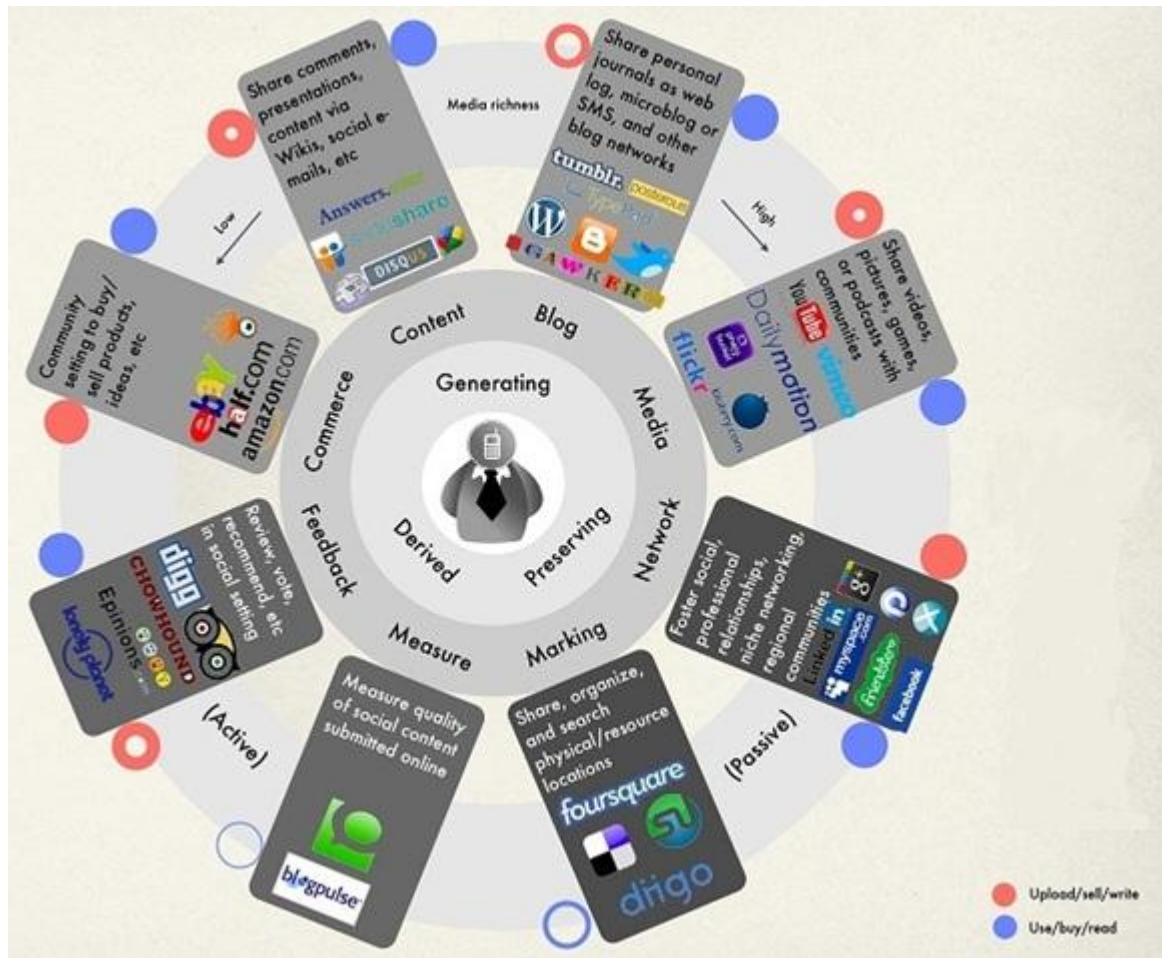 Share comments,
presentations,
content via
Wikis, social e-
mails, etc
Answers.com
slideshare
DISQUS
Media richness
Low
High
Share personal
journals as web
log, microblog or
SMS, and other
blog networks
tumblr.
posterous
TypePad
GAWKER
Share videos,
pictures, games,
or podcasts with
communities
YouTube
vimeo
Dailymotion
flickr
Foster social,
professional
relationships,
niche networking,
regional
communities
g+
Linked in
myspace.com
friendster
facebook
(Passive)
Share, organize,
and search
physical/resource
locations
foursquare
diigo
Measure quality
of social content
submitted online
blogpulse
(Active)
Review, vote,
recommend, etc
in social setting
digg
CHOWHOUND
Epinions
lonely planet
Community
setting to buy/
sell products,
ideas, etc
ebay
half.com
amazon.com
Content
Blog
Media
Network
Marking
Measure
Feedback
Commerce
Generating
Preserving
Derived
Upload/sell/write
Use/buy/read